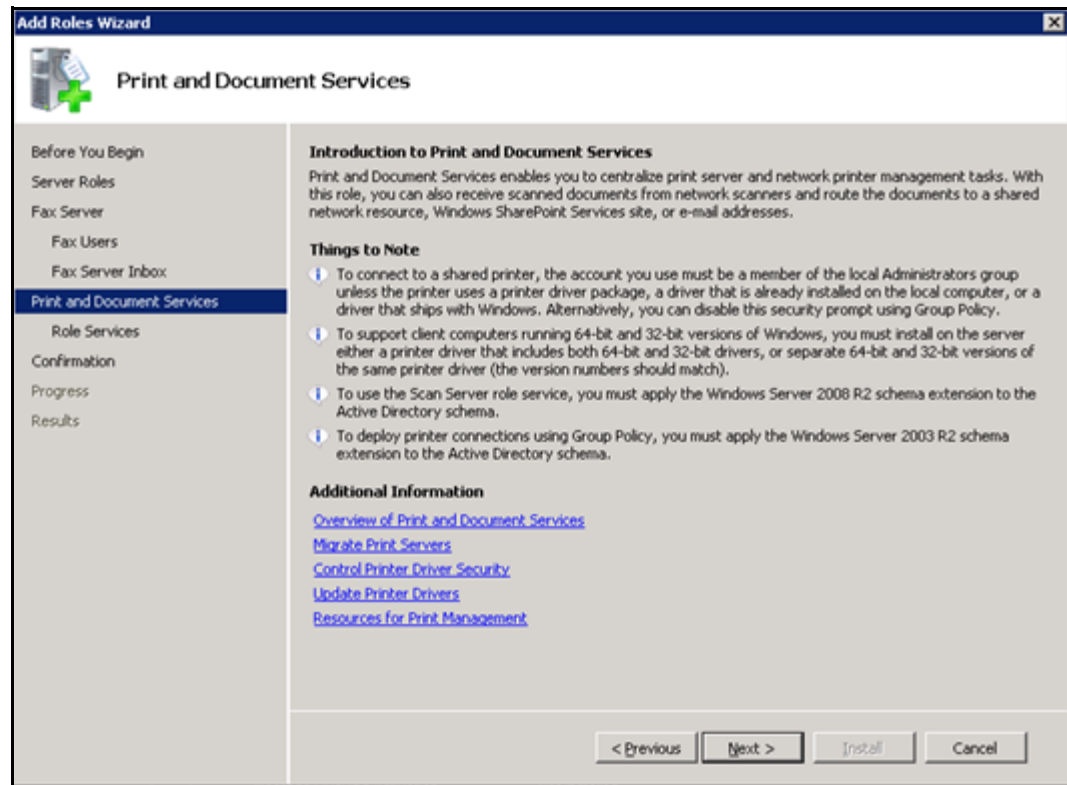 Add Roles Wizard
Print and Document Services
Before You Begin
Server Roles
Fax Server
Fax Users
Fax Server Inbox
Print and Document Services
Role Services
Confirmation
Progress
Results
Introduction to Print and Document Services
Print and Document Services enables you to centralize print server and network printer management tasks. With
this role, you can also receive scanned documents from network scanners and route the documents to a shared
network resource, Windows SharePoint Services site, or e-mail addresses.
Things to Note
To connect to a shared printer, the account you use must be a member of the local Administrators group
unless the printer uses a printer driver package, a driver that is already installed on the local computer, or a
driver that ships with Windows. Alternatively, you can disable this security prompt using Group Policy.
To support client computers running 64-bit and 32-bit versions of Windows, you must install on the server
either a printer driver that includes both 64-bit and 32-bit drivers, or separate 64-bit and 32-bit versions of
the same printer driver (the version numbers should match).
To use the Scan Server role service, you must apply the Windows Server 2008 R2 schema extension to the
Active Directory schema.
To deploy printer connections using Group Policy, you must apply the Windows Server 2003 R2 schema
extension to the Active Directory schema.
Additional Information
Overview of Print and Document Services
Migrate Print Servers
Control Printer Driver Security
Update Printer Drivers
Resources for Print Management
< Previous
Next >
Install
Cancel